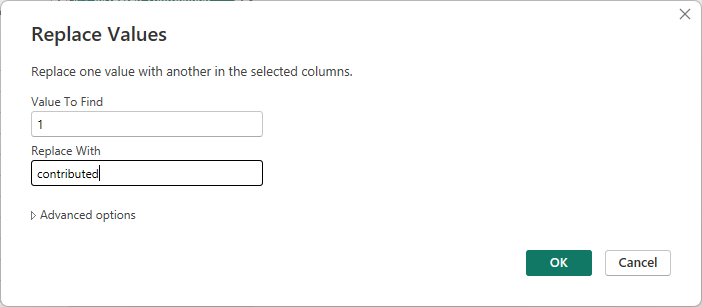 Replace Values
Replace one value with another in the selected columns.
Value To Find
1
Replace With
contributed
Advanced options
OK
Cancel